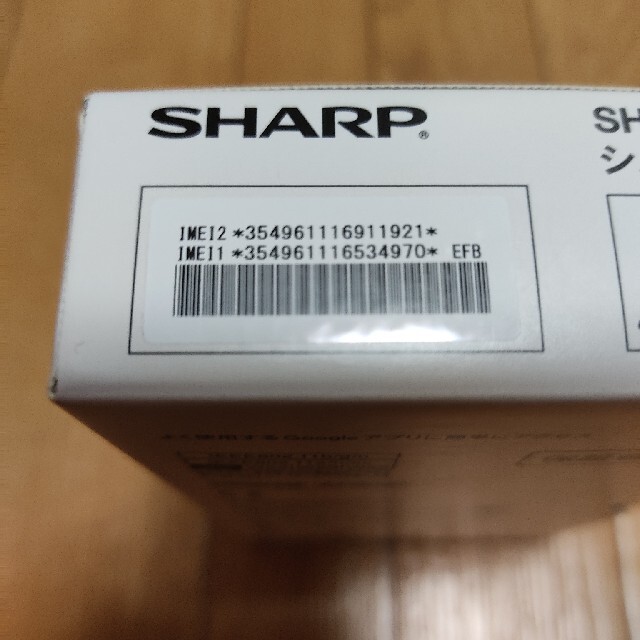 SHARP®
SH
シ
IMEI2 *354961116911921*
IMEI1 *354961116534970* EFB